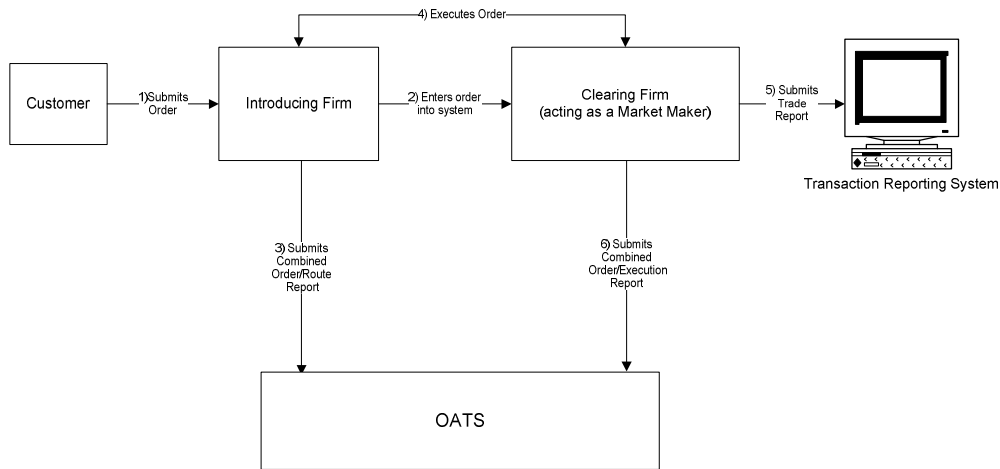 4) Executes Order
Customer
1)Submits
Order
Introducing Firm
2) Enters order
into system
Clearing Firm
(acting as a Market Maker)
5) Submits
Trade
Report
Transaction Reporting System
3) Submits
Combined
Order/Route
Report
6) Submits
Combined
Order/Execution
Report
OATS